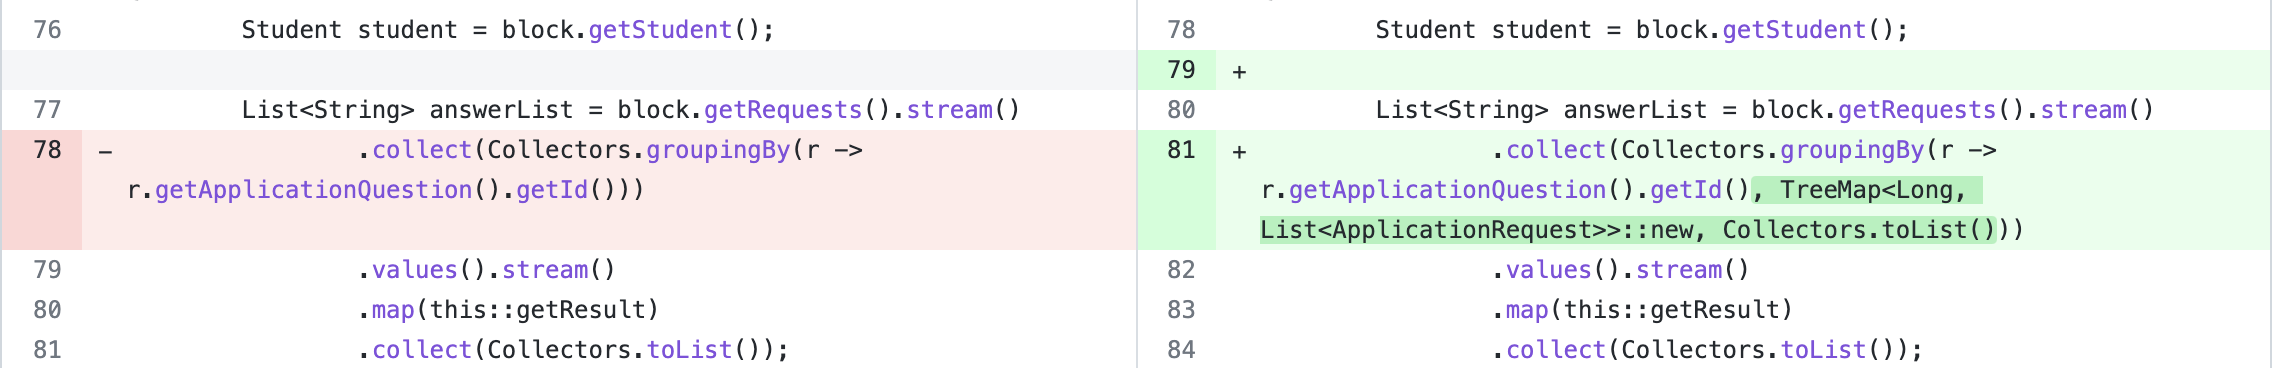 76 Student student = block.getStudent();
77 List<String> answerList = block.getRequests().stream()
78 - .collect(Collectors.groupingBy(r ->
r.getApplicationQuestion().getId()))
79 .values().stream()
80 .map(this::getResult)
81 .collect(Collectors.toList());
78 Student student = block.getStudent();
79 +
80 List<String> answerList = block.getRequests().stream()
81 + .collect(Collectors.groupingBy(r ->
r.getApplicationQuestion().getId(), TreeMap<Long,
List<ApplicationRequest>>::new, Collectors.toList()))
82 .values().stream()
83 .map(this::getResult)
84 .collect(Collectors.toList());